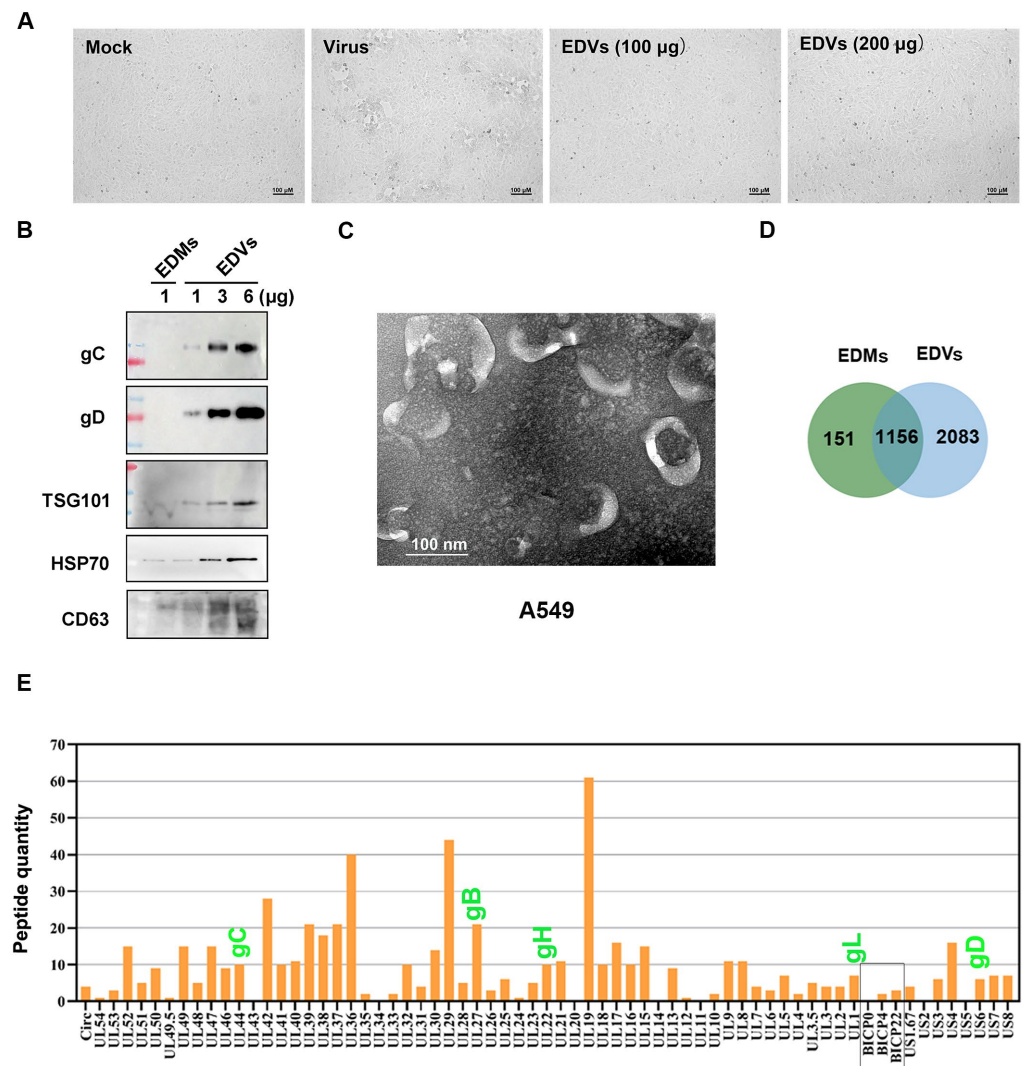 A
Mock
Virus
EDVs (100 µg)
EDVs (200 µg)
100 µM
100 µM
100 µM
100 µM
B
EDMs
EDVs
1 1 3 6 (µg)
gC
gD
TSG101
HSP70
CD63
C
100 nm
A549
D
EDMs EDVs
151 1156 2083
E
Peptide quantity
70
60
50
40
30
20
10
0
gC
gB
gH
gL
gD
Circ
UL54
UL53
UL52
UL51
UL50
UL49.5
UL49
UL48
UL47
UL46
UL44
UL43
UL42
UL41
UL40
UL39
UL38
UL37
UL36
UL35
UL34
UL33
UL32
UL31
UL30
UL29
UL28
UL27
UL26
UL25
UL24
UL23
UL22
UL21
UL20
UL19
UL18
UL17
UL16
UL15
UL14
UL13
UL12
UL11
UL10
UL9
UL8
UL7
UL6
UL5
UL4
UL3.5
UL3
UL2
UL1
BICP0
BICP4
BICP22
US1.67
US2
US3
US4
US5
US6
US7
US8